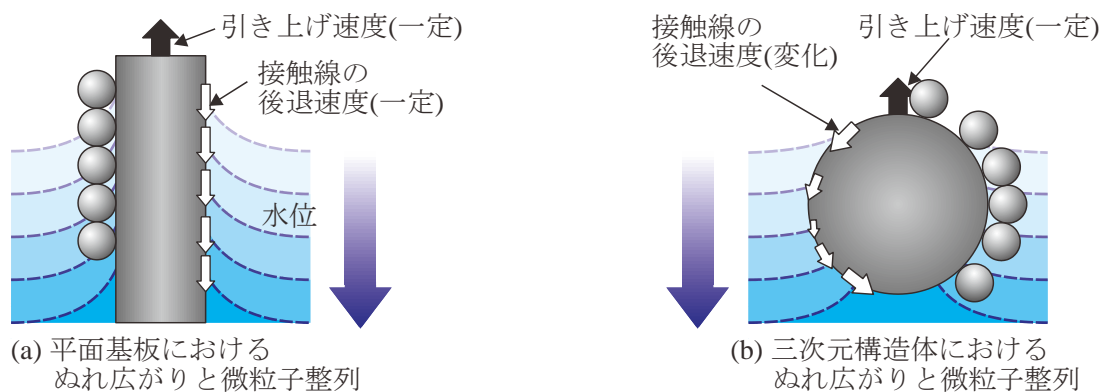 引き上げ速度(一定)
接触線の
後退速度(一定)
水位
(a) 平面基板における
ぬれ広がりと微粒子整列
接触線の
後退速度(変化)
引き上げ速度(一定)
(b) 三次元構造体における
ぬれ広がりと微粒子整列